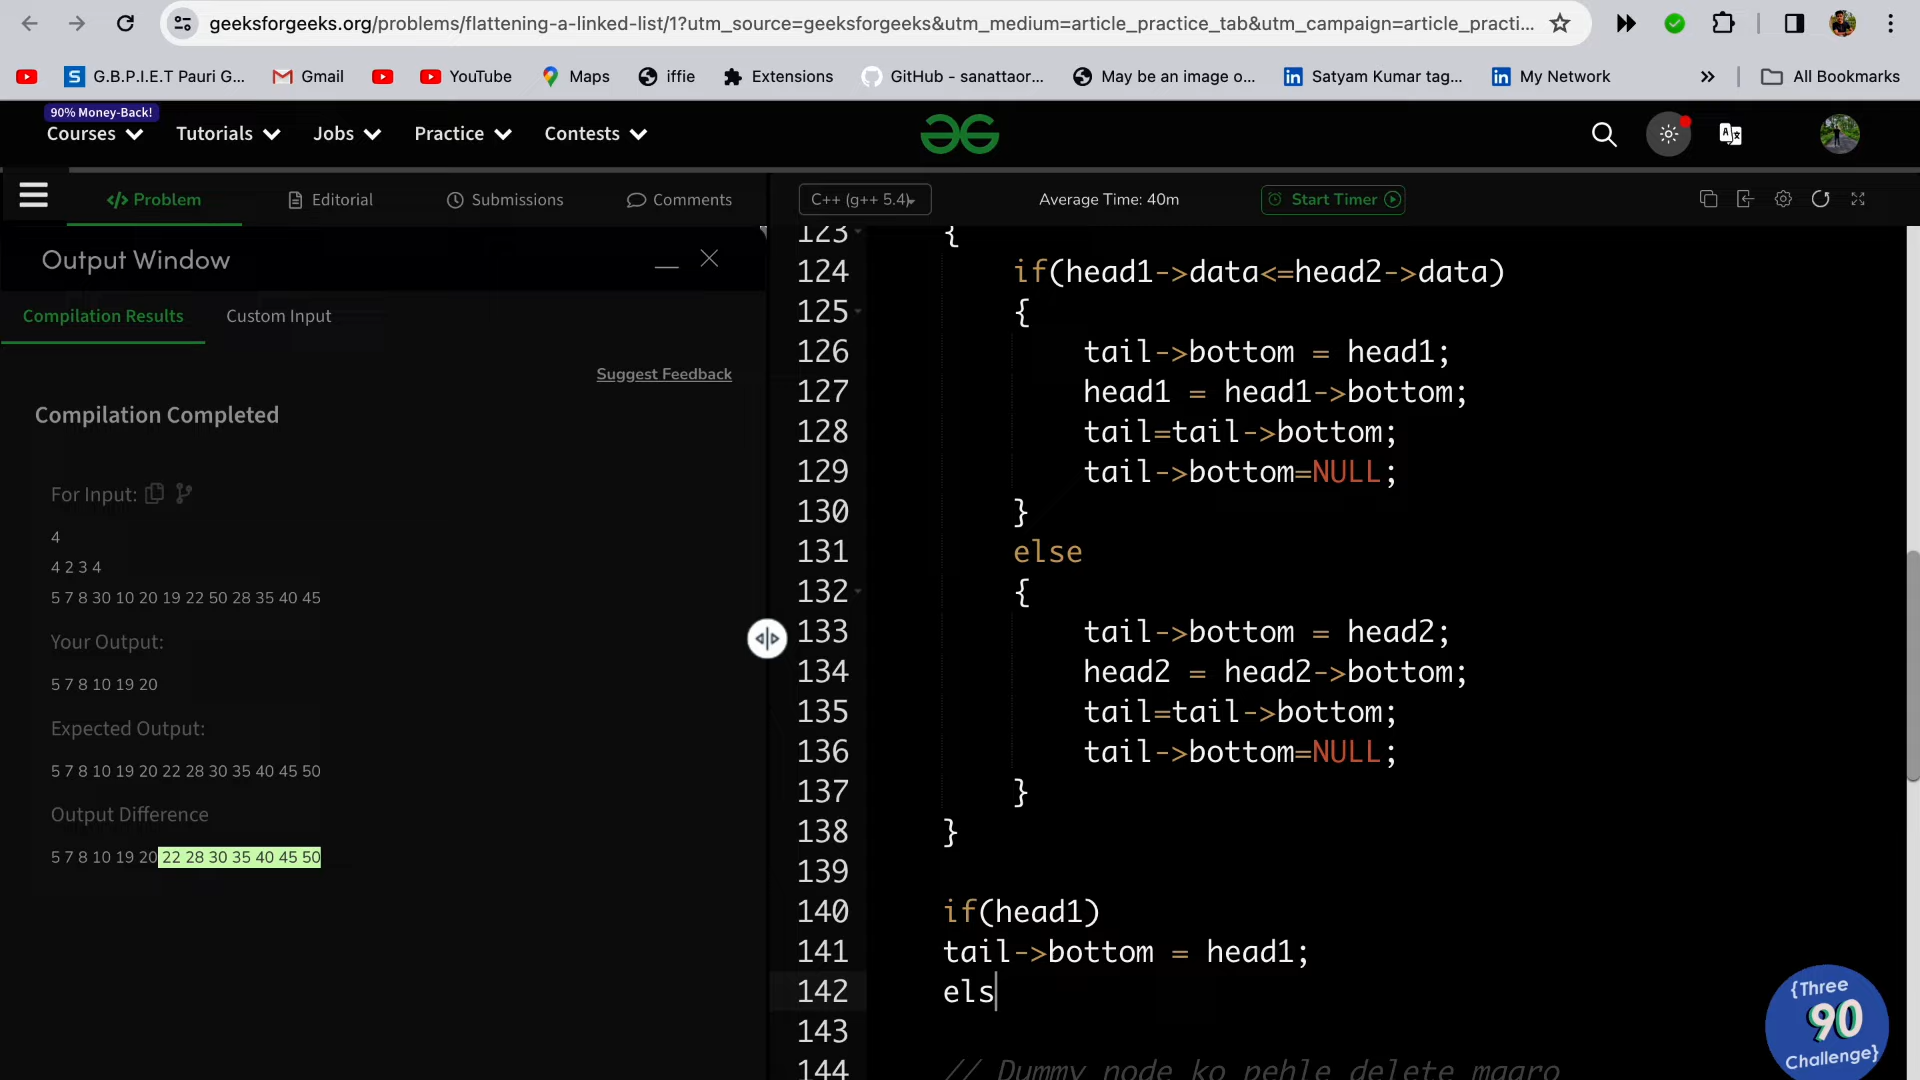 geeksforgeeks.org/problems/flattening-a-linked-list/1?utm_source=geeksforgeeks&utm_medium=article_practice_tab&utm_campaign=article_practi...
G.B.P.I.E.T Pauri G... Gmail YouTube Maps iffie Extensions GitHub - sanattaor... May be an image o... Satyam Kumar tag... My Network » All Bookmarks
90% Money-Back!
Courses Tutorials Jobs Practice Contests
</> Problem Editorial Submissions Comments
C++ (g++ 5.4) Average Time: 40m Start Timer
Output Window
Compilation Results Custom Input
Suggest Feedback
Compilation Completed
For Input:
4
4 2 3 4
5 7 8 30 10 20 19 22 50 28 35 40 45
Your Output:
5 7 8 10 19 20
Expected Output:
5 7 8 10 19 20 22 28 30 35 40 45 50
Output Difference
5 7 8 10 19 20 22 28 30 35 40 45 50
123 {
124 if(head1->data<=head2->data)
125 {
126 tail->bottom = head1;
127 head1 = head1->bottom;
128 tail=tail->bottom;
129 tail->bottom=NULL;
130 }
131 else
132 {
133 tail->bottom = head2;
134 head2 = head2->bottom;
135 tail=tail->bottom;
136 tail->bottom=NULL;
137 }
138 }
139
140 if(head1)
141 tail->bottom = head1;
142 els
143
144 // Dummy node ko pehle delete maaro
{Three
90
Challenge}